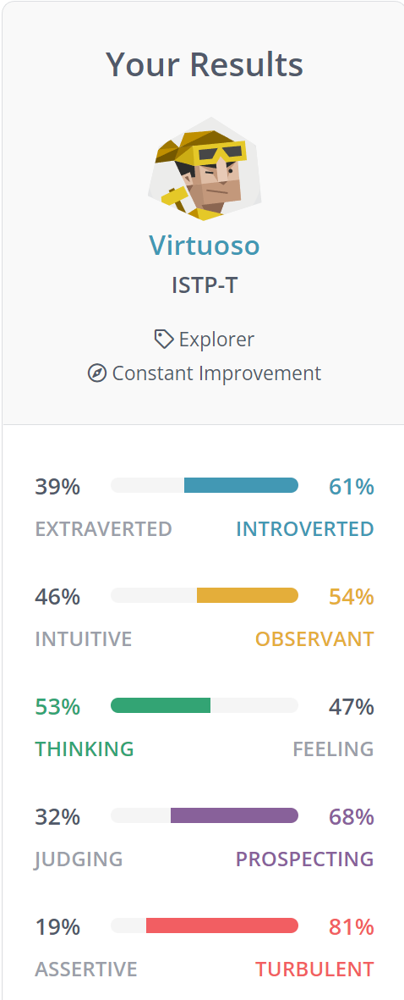 Your Results
Virtuoso
ISTP-T
Explorer
Constant Improvement
39% 61%
EXTRAVERTED INTROVERTED
46% 54%
INTUITIVE OBSERVANT
53% 47%
THINKING FEELING
32% 68%
JUDGING PROSPECTING
19% 81%
ASSERTIVE TURBULENT